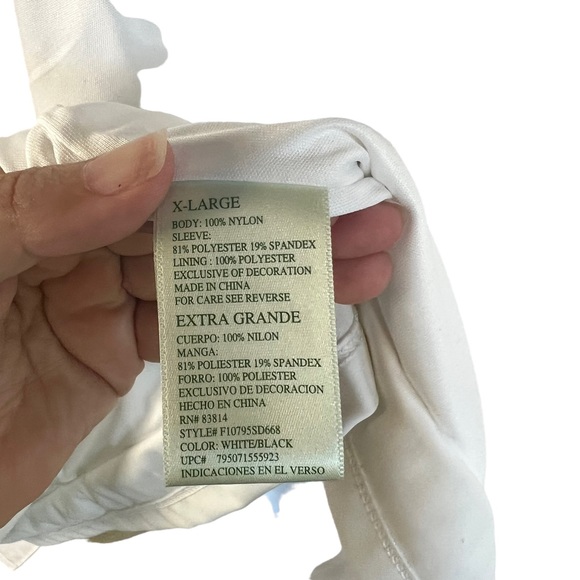 X-LARGE
BODY: 100% NYLON
SLEEVE:
81% POLYESTER 19% SPANDEX
LINING : 100% POLYESTER
EXCLUSIVE OF DECORATION
MADE IN CHINA
FOR CARE SEE REVERSE
EXTRA GRANDE
CUERPO: 100% NILON
MANGA:
81% POLIESTER 19% SPANDEX
FORRO: 100% POLIESTER
EXCLUSIVO DE DECORACION
HECHO EN CHINA
RN# 83814
STYLE# F10795SD668
COLOR: WHITE/BLACK
UPC# 795071555923
INDICACIONES EN EL VERSO